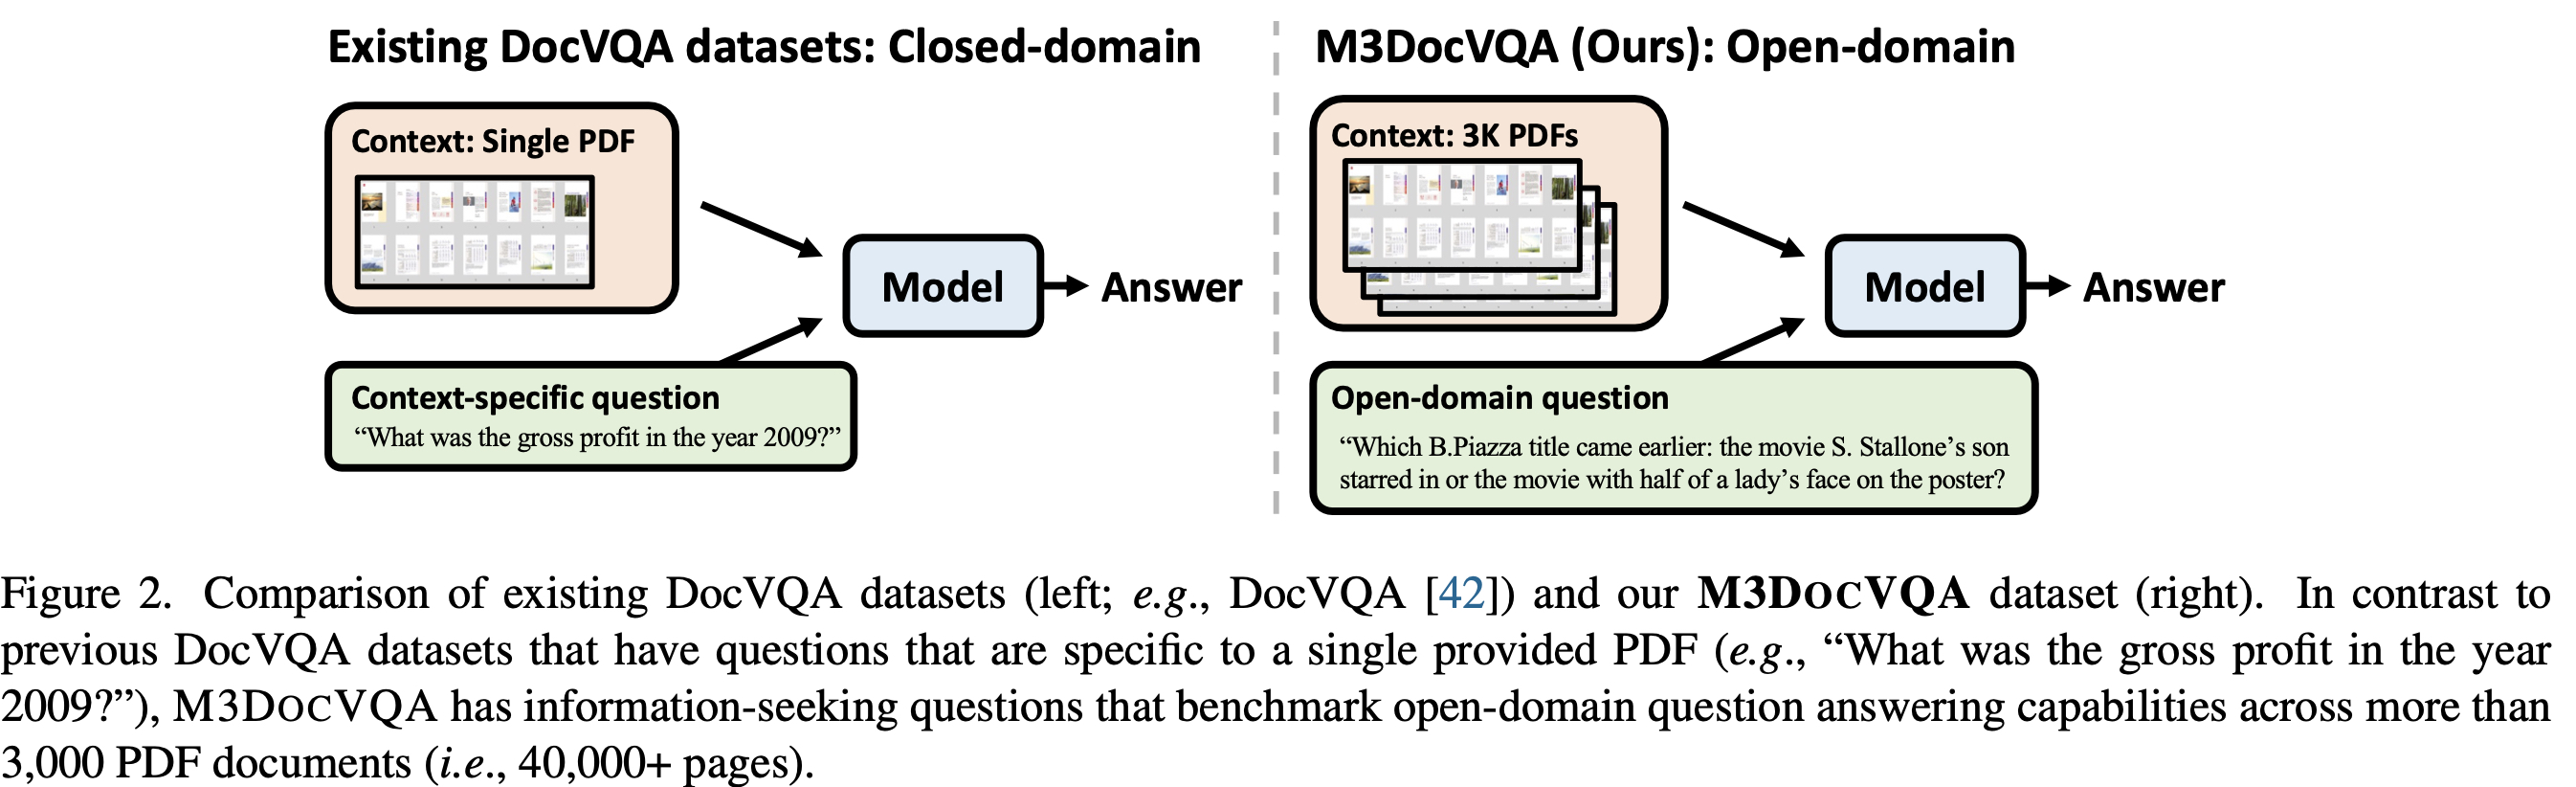 Existing DocVQA datasets: Closed-domain
Context: Single PDF
Model
Answer
Context-specific question
“What was the gross profit in the year 2009?”
M3DocVQA (Ours): Open-domain
Context: 3K PDFs
Model
Answer
Open-domain question
“Which B.Piazza title came earlier: the movie S. Stallone’s son
starred in or the movie with half of a lady’s face on the poster?
Figure 2. Comparison of existing DocVQA datasets (left; e.g., DocVQA [42]) and our M3DOCVQA dataset (right). In contrast to
previous DocVQA datasets that have questions that are specific to a single provided PDF (e.g., “What was the gross profit in the year
2009?”), M3DOCVQA has information-seeking questions that benchmark open-domain question answering capabilities across more than
3,000 PDF documents (i.e., 40,000+ pages).